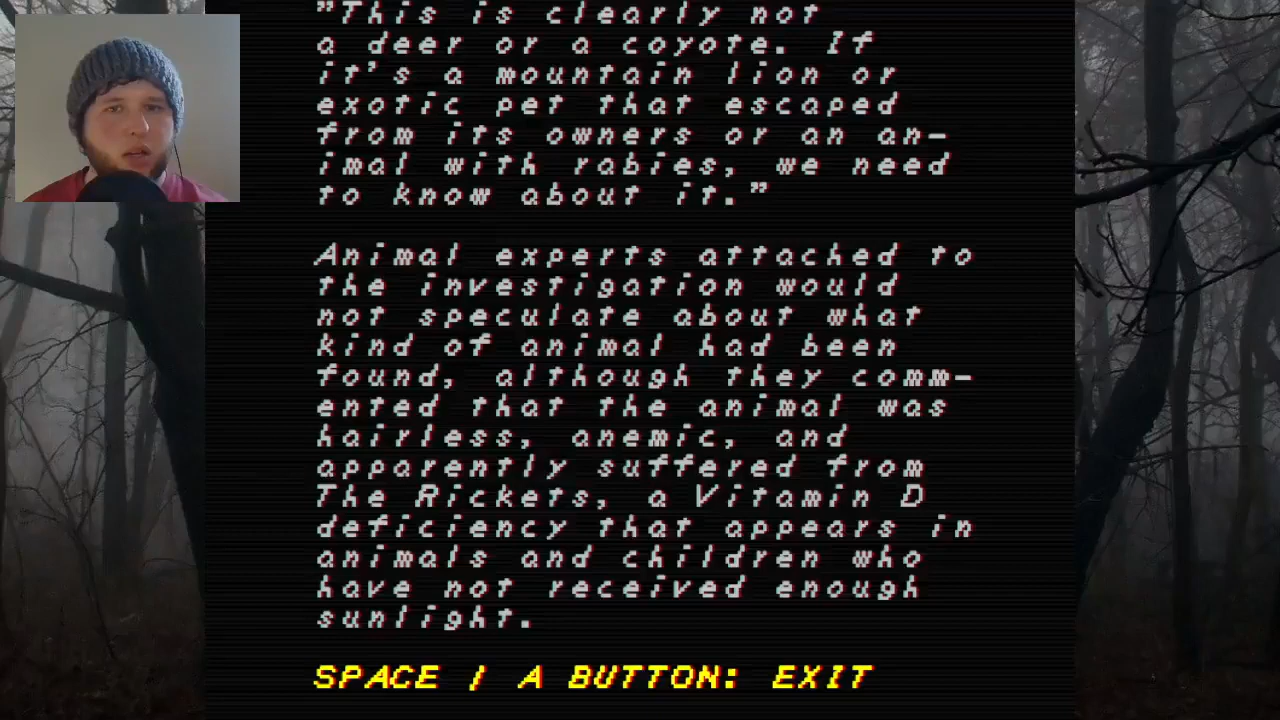 "This is clearly not
a deer or a coyote. If
it's a mountain lion or
exotic pet that escaped
from its owners or an an-
imal with rabies, we need
to know about it."
Animal experts attached to
the investigation would
not speculate about what
kind of animal had been
found, although they comm-
ented that the animal was
hairless, anemic, and
apparently suffered from
The Rickets, a Vitamin D
deficiency that appears in
animals and children who
have not received enough
sunlight.
SPACE / A BUTTON: EXIT